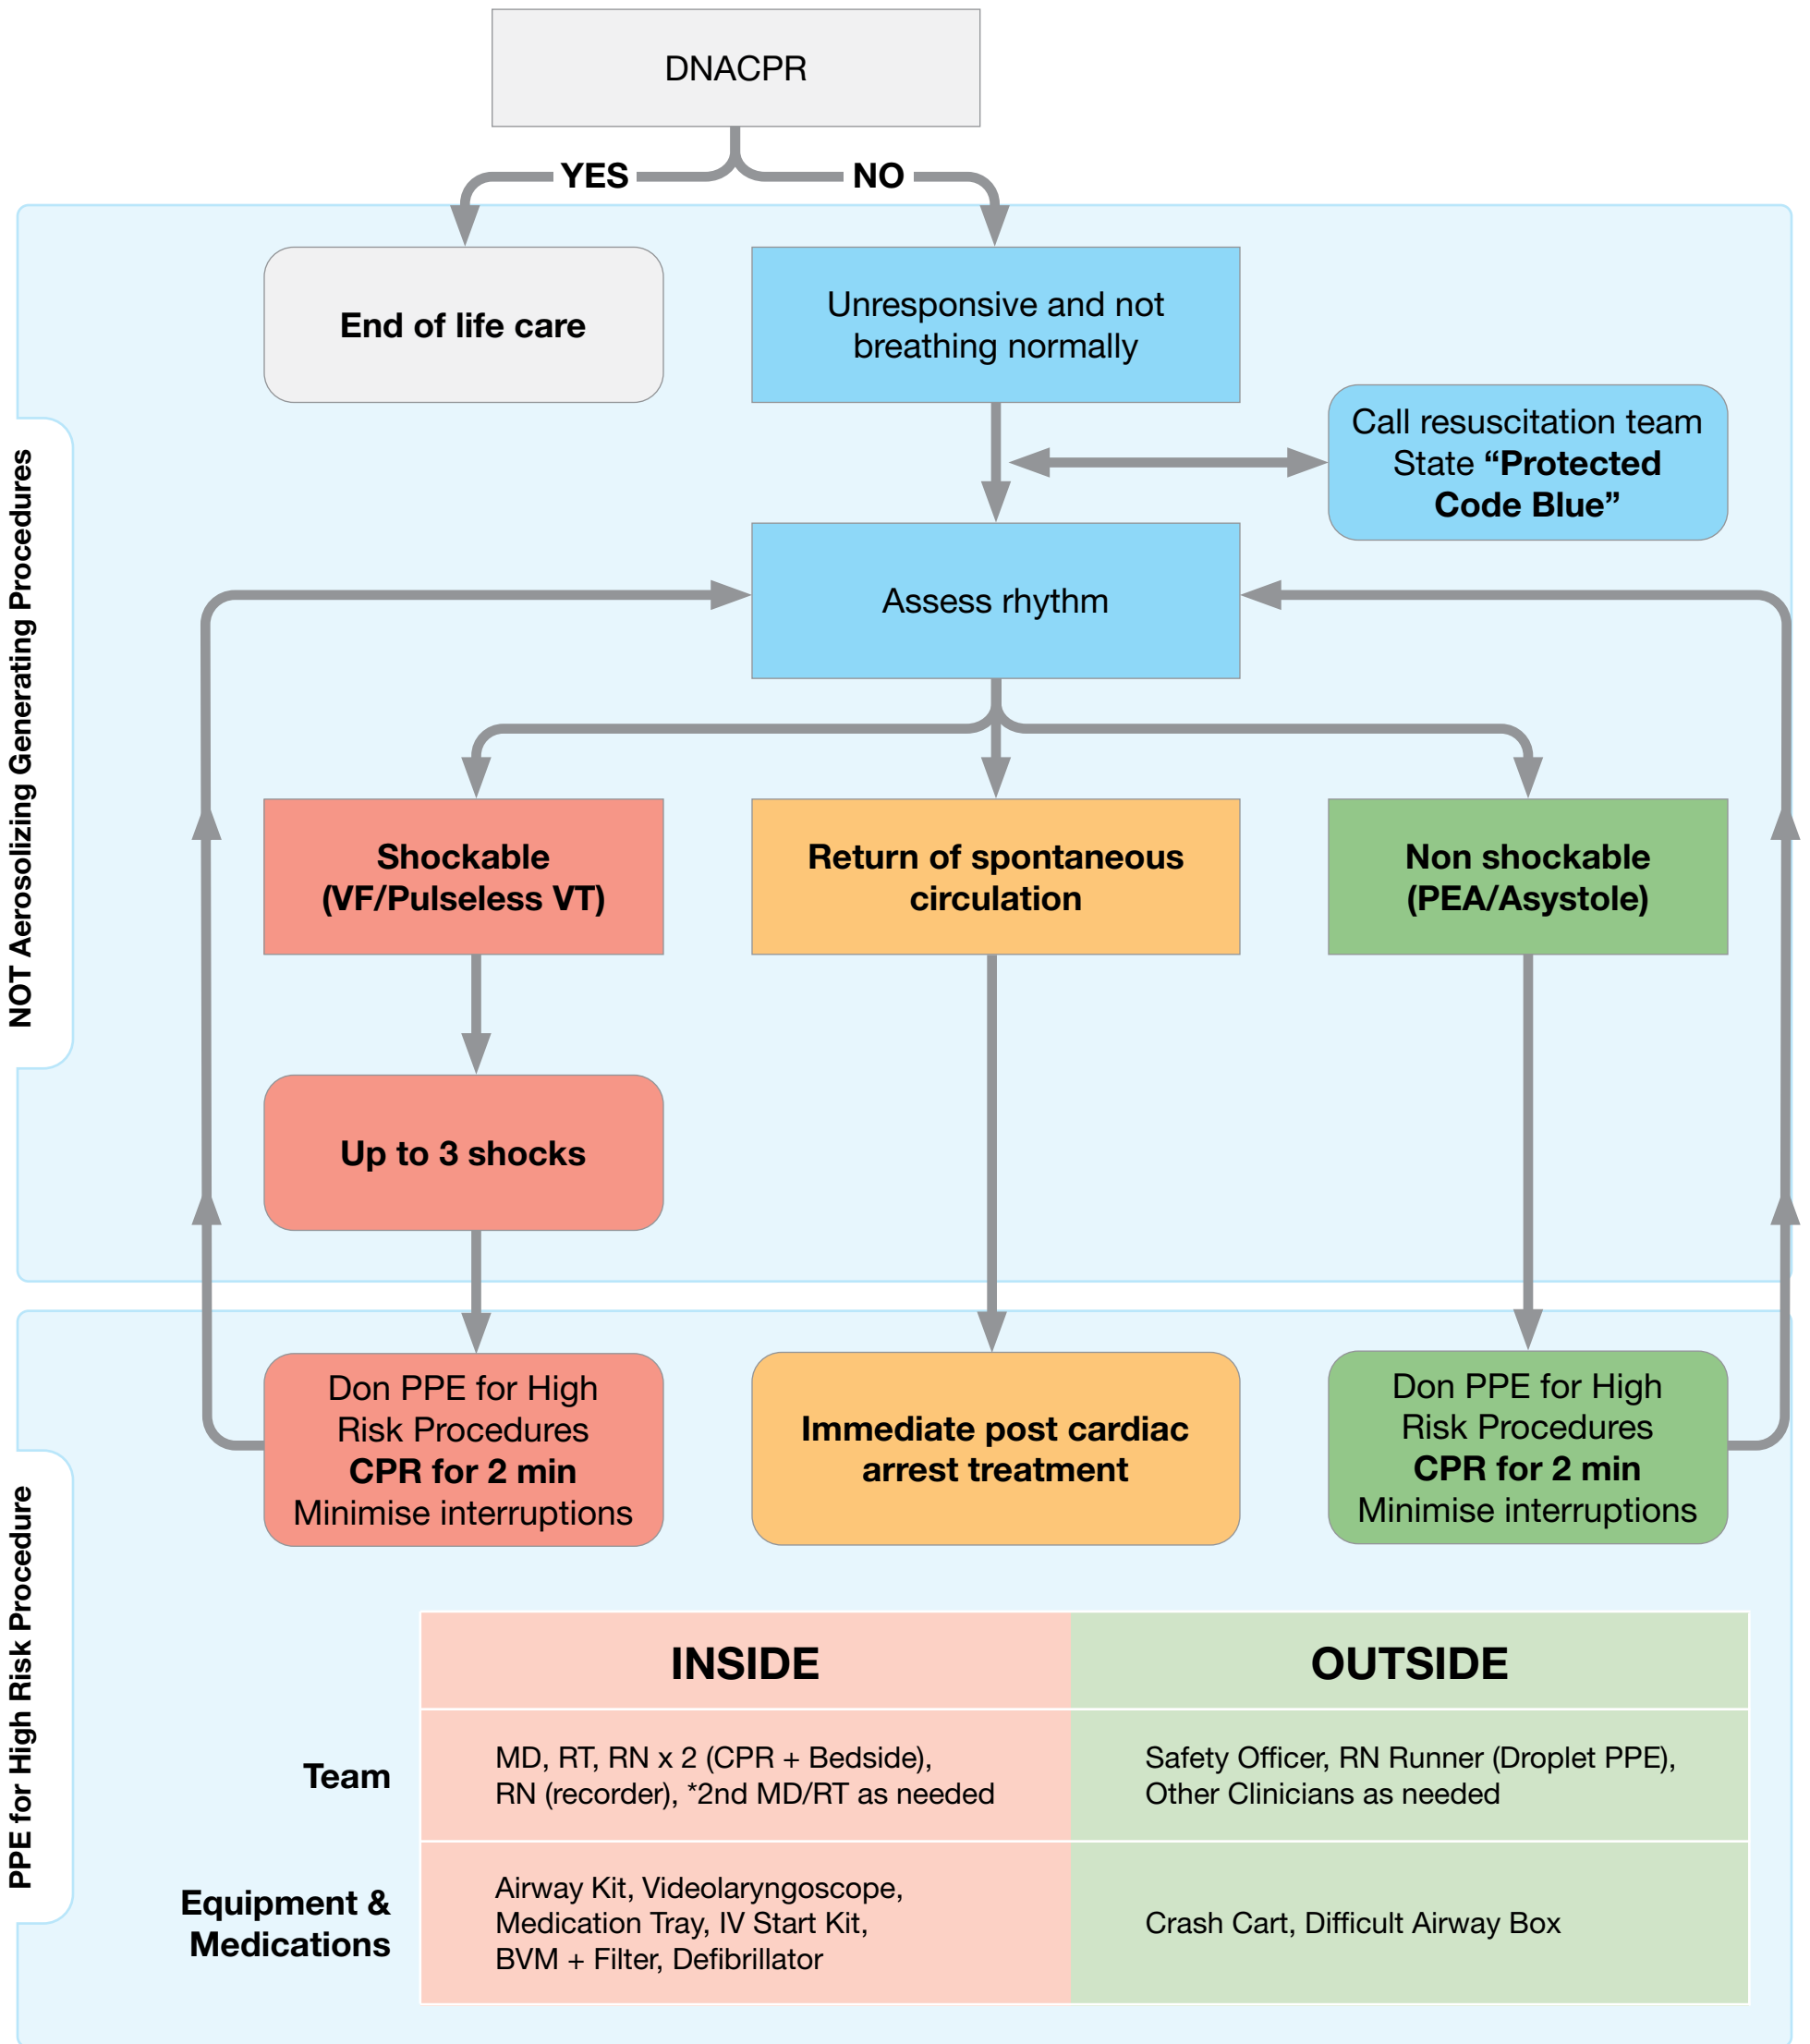 DNACPR
YES
NO
End of life care
Unresponsive and not
breathing normally
Call resuscitation team
State “Protected
Code Blue”
Assess rhythm
NOT Aerosolizing Generating Procedures
Shockable
(VF/Pulseless VT)
Return of spontaneous
circulation
Non shockable
(PEA/Asystole)
Up to 3 shocks
Don PPE for High
Risk Procedures
CPR for 2 min
Minimise interruptions
Immediate post cardiac
arrest treatment
Don PPE for High
Risk Procedures
CPR for 2 min
Minimise interruptions
PPE for High Risk Procedure
INSIDE
OUTSIDE
Team
MD, RT, RN x 2 (CPR + Bedside),
RN (recorder), *2nd MD/RT as needed
Safety Officer, RN Runner (Droplet PPE),
Other Clinicians as needed
Equipment &
Medications
Airway Kit, Videolaryngoscope,
Medication Tray, IV Start Kit,
BVM + Filter, Defibrillator
Crash Cart, Difficult Airway Box